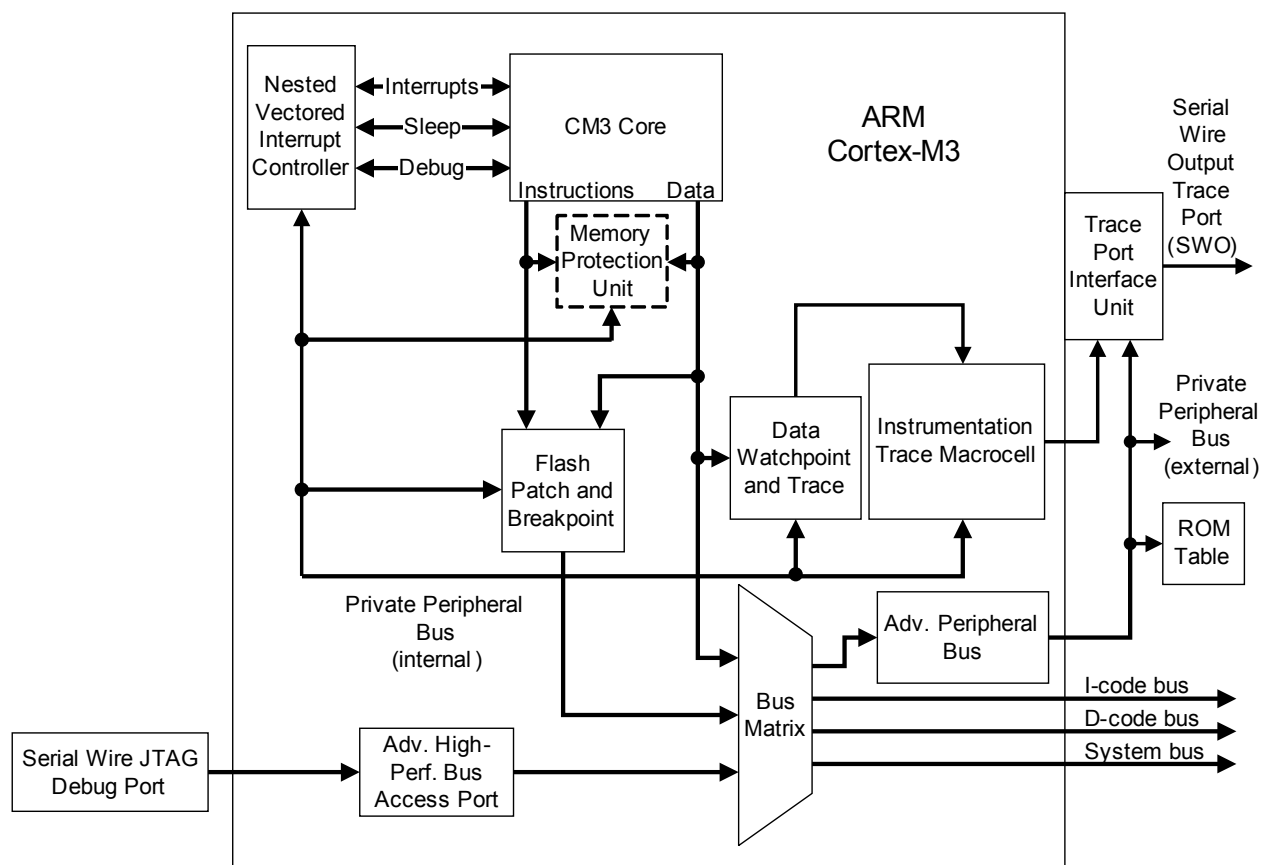 Nested
Vectored
Interrupt
Controller
Interrupts
Sleep
Debug
CM3 Core
Instructions
Data
ARM
Cortex-M3
Memory
Protection
Unit
Serial
Wire
Output
Trace
Port
(SWO)
Trace
Port
Interface
Unit
Flash
Patch and
Breakpoint
Data
Watchpoint
and Trace
Instrumentation
Trace Macrocell
Private
Peripheral
Bus
(external)
ROM
Table
Private Peripheral
Bus
(internal)
Adv. Peripheral
Bus
Bus
Matrix
I-code bus
D-code bus
System bus
Serial Wire JTAG
Debug Port
Adv. High-
Perf. Bus
Access Port